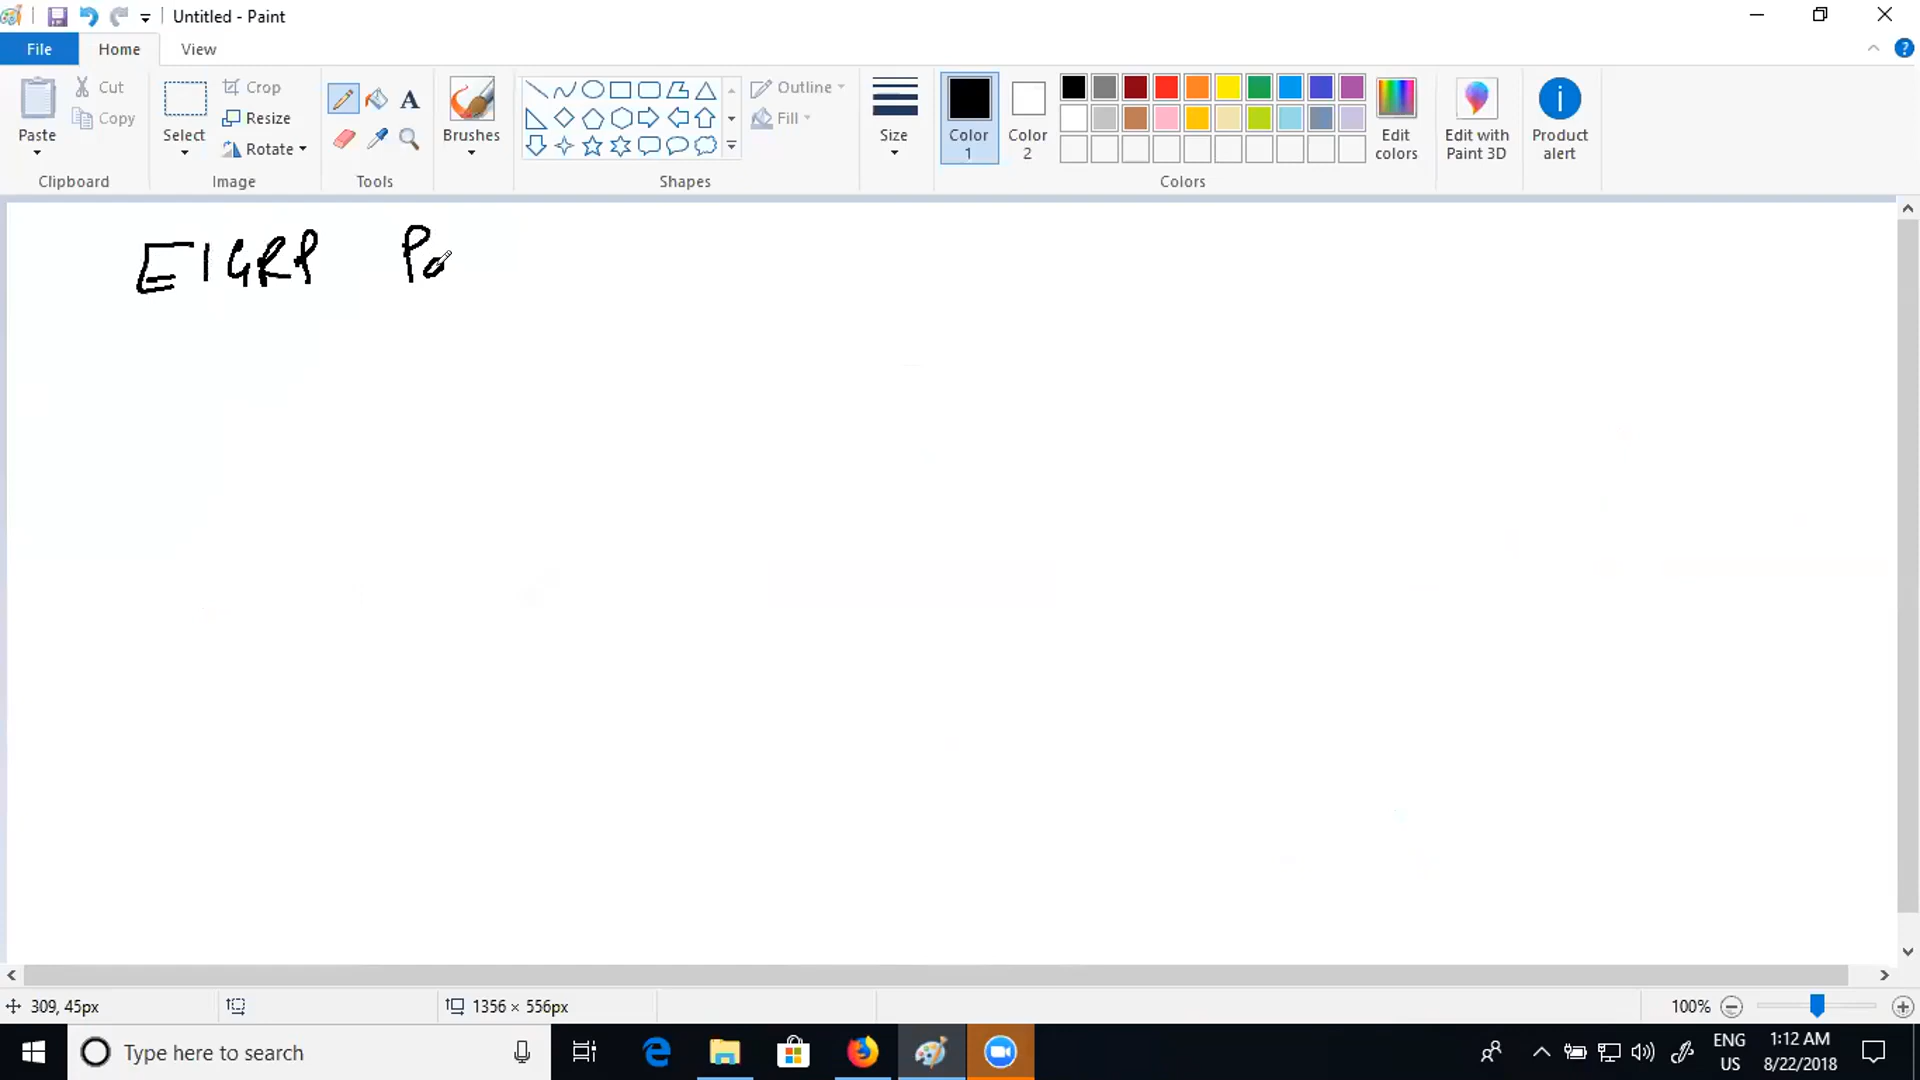 Untitled - Paint
File Home View
Paste Cut Copy Clipboard
Select Crop Resize Rotate Image
Tools
Brushes
Shapes
Outline
Fill
Size
Color 1
Color 2
Colors
Edit colors
Edit with Paint 3D
Product alert
EIGRP Pa
309, 45px
1356 × 556px
100%
Type here to search
ENG US
1:12 AM
8/22/2018